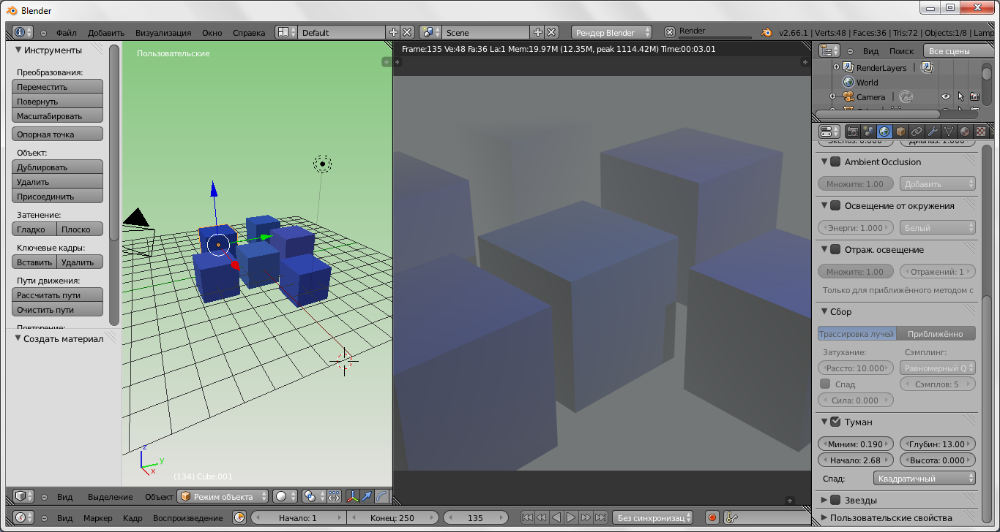 Blender
Файл Добавить Визуализация Окно Справка Default Scene Рендер Blender Render v2.66.1 | Verts:48 | Faces:36 | Tris:72 | Objects:1/8 | Lamp
Инструменты
Преобразования:
Переместить
Повернуть
Масштабировать
Опорная точка
Объект:
Дублировать
Удалить
Присоединить
Затенение:
Гладко Плоско
Ключевые кадры:
Вставить Удалить
Пути движения:
Рассчитать пути
Очистить пути
Повторение:
Создать материал
Пользовательские
z
y
x
(134) Cube.001
Вид Выделение Объект Режим объекта
Frame:135 Ve:48 Fa:36 La:1 Mem:19.97M (12.35M, peak 1114.42M) Time:00:03.01
Вид Поиск Все сцены
RenderLayers |
World
Camera |
Ambient Occlusion
Множите: 1.00 Добавить
Освещение от окружения
Энерги: 1.000 Белый
Отраж. освещение
Множите: 1.00 Отражений: 1
Только для приближённого методом с
Сбор
Трассировка лучей Приближённо
Затухание: Сэмплинг:
Рассто: 10.000 Равномерный Q
Спад Сэмплов: 5
Сила: 0.000
Туман
Миним: 0.190 Глубин: 13.00
Начало: 2.68 Высота: 0.000
Спад: Квадратичный
Звезды
Пользовательские свойства
Вид Маркер Кадр Воспроизведение Начало: 1 Конец: 250 135 Без синхронизац